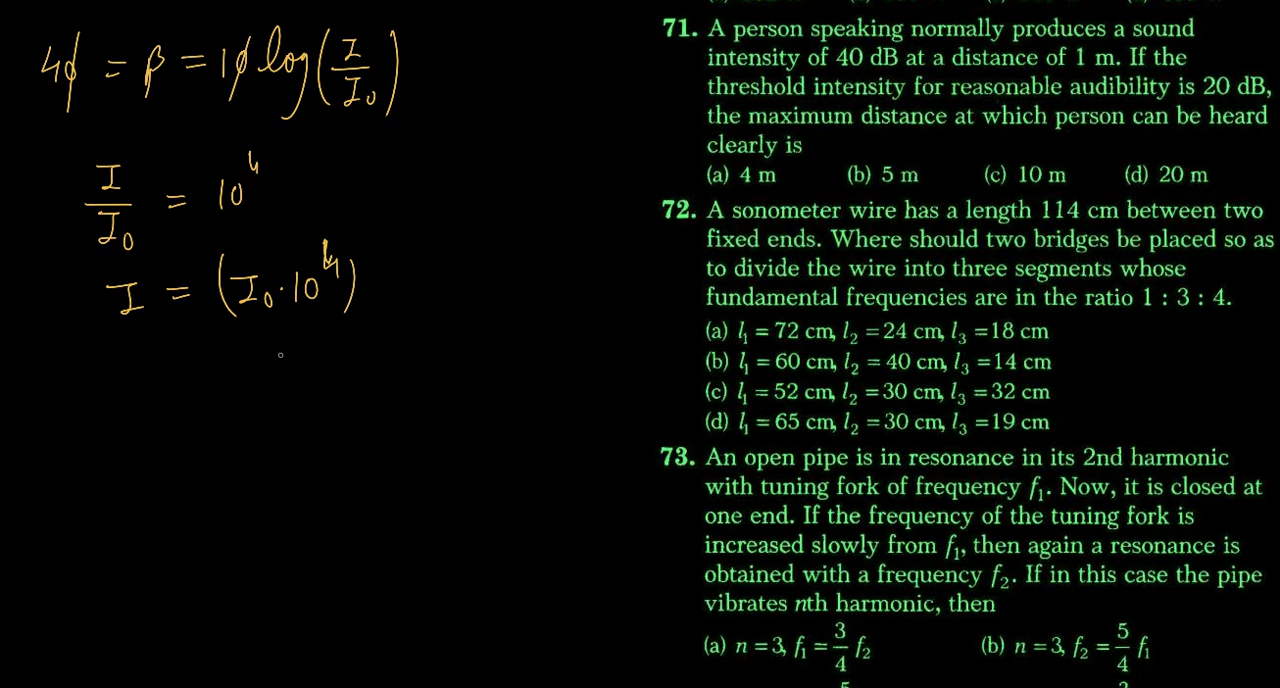 4ϕ = β = 1ϕ log(I/I₀)
I/I₀ = 10⁴
I = (I₀·10⁴)
71. A person speaking normally produces a sound
intensity of 40 dB at a distance of 1 m. If the
threshold intensity for reasonable audibility is 20 dB,
the maximum distance at which person can be heard
clearly is
(a) 4 m (b) 5 m (c) 10 m (d) 20 m
72. A sonometer wire has a length 114 cm between two
fixed ends. Where should two bridges be placed so as
to divide the wire into three segments whose
fundamental frequencies are in the ratio 1 : 3 : 4.
(a) l₁ = 72 cm, l₂ = 24 cm, l₃ = 18 cm
(b) l₁ = 60 cm, l₂ = 40 cm, l₃ = 14 cm
(c) l₁ = 52 cm, l₂ = 30 cm, l₃ = 32 cm
(d) l₁ = 65 cm, l₂ = 30 cm, l₃ = 19 cm
73. An open pipe is in resonance in its 2nd harmonic
with tuning fork of frequency f₁. Now, it is closed at
one end. If the frequency of the tuning fork is
increased slowly from f₁, then again a resonance is
obtained with a frequency f₂. If in this case the pipe
vibrates nth harmonic, then
(a) n = 3, f₁ = 3/4 f₂ (b) n = 3, f₂ = 5/4 f₁